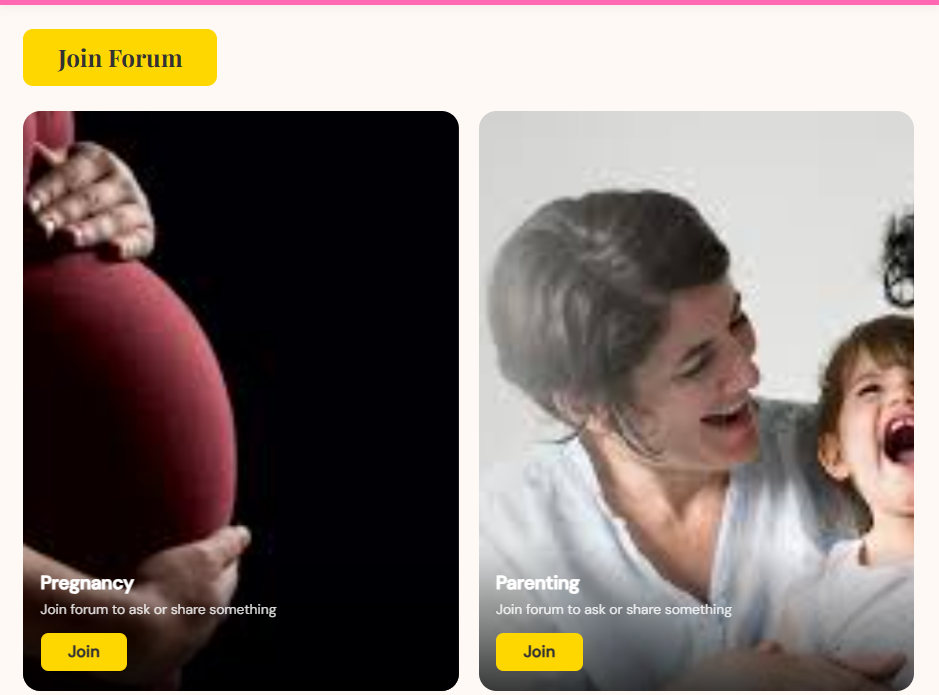 Join Forum
Pregnancy
Join forum to ask or share something
Join
Parenting
Join forum to ask or share something
Join